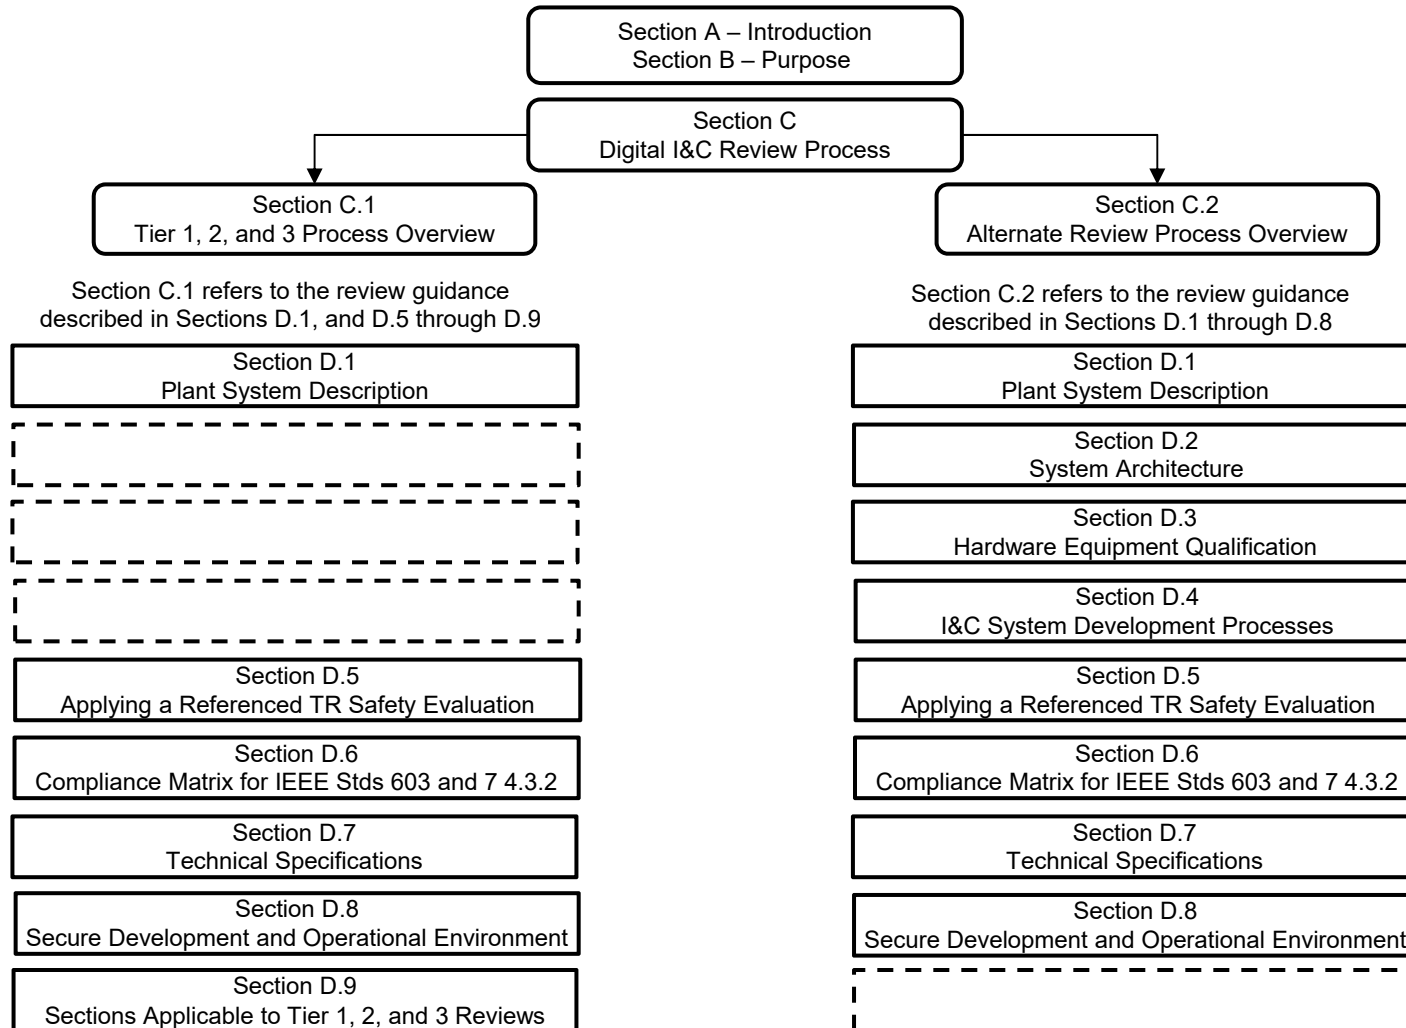 Section A – Introduction
Section B – Purpose
Section C
Digital I&C Review Process
Section C.1
Tier 1, 2, and 3 Process Overview
Section C.2
Alternate Review Process Overview
Section C.1 refers to the review guidance
described in Sections D.1, and D.5 through D.9
Section C.2 refers to the review guidance
described in Sections D.1 through D.8
Section D.1
Plant System Description
Section D.5
Applying a Referenced TR Safety Evaluation
Section D.6
Compliance Matrix for IEEE Stds 603 and 7 4.3.2
Section D.7
Technical Specifications
Section D.8
Secure Development and Operational Environment
Section D.9
Sections Applicable to Tier 1, 2, and 3 Reviews
Section D.1
Plant System Description
Section D.2
System Architecture
Section D.3
Hardware Equipment Qualification
Section D.4
I&C System Development Processes
Section D.5
Applying a Referenced TR Safety Evaluation
Section D.6
Compliance Matrix for IEEE Stds 603 and 7 4.3.2
Section D.7
Technical Specifications
Section D.8
Secure Development and Operational Environment